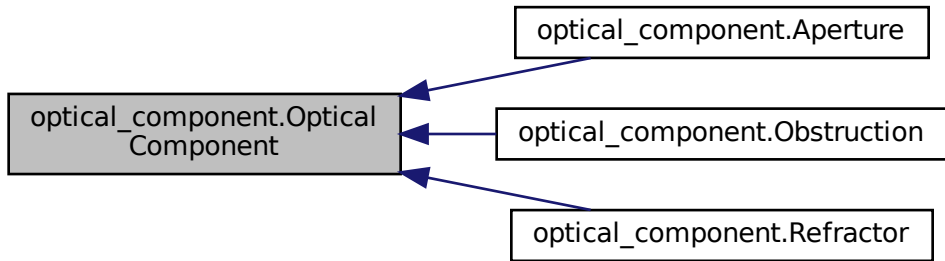 optical_component.Aperture
optical_component.Optical
Component
optical_component.Obstruction
optical_component.Refractor